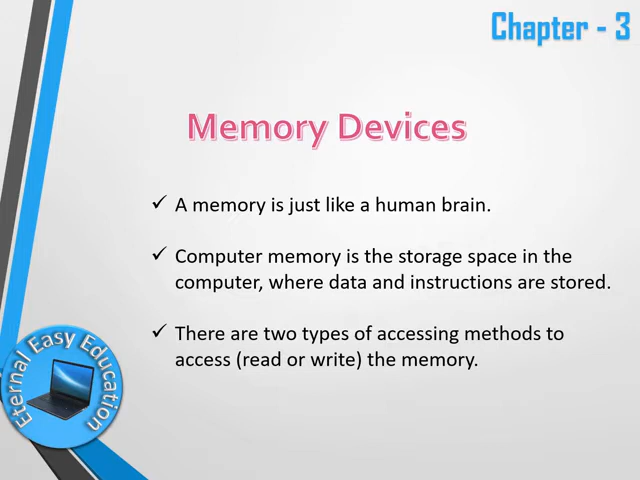 Chapter - 3
Memory Devices
✓ A memory is just like a human brain.
✓ Computer memory is the storage space in the
computer, where data and instructions are stored.
✓ There are two types of accessing methods to
access (read or write) the memory.
Eternal Easy Education